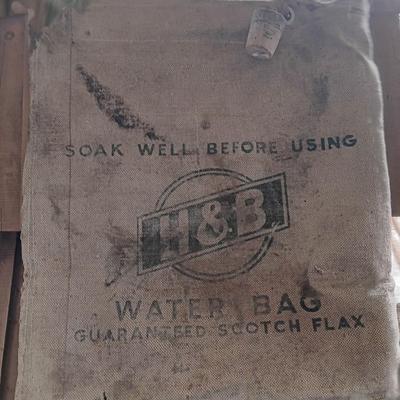 SOAK WELL BEFORE USING
H&B
WATER BAG
GUARANTEED SCOTCH FLAX